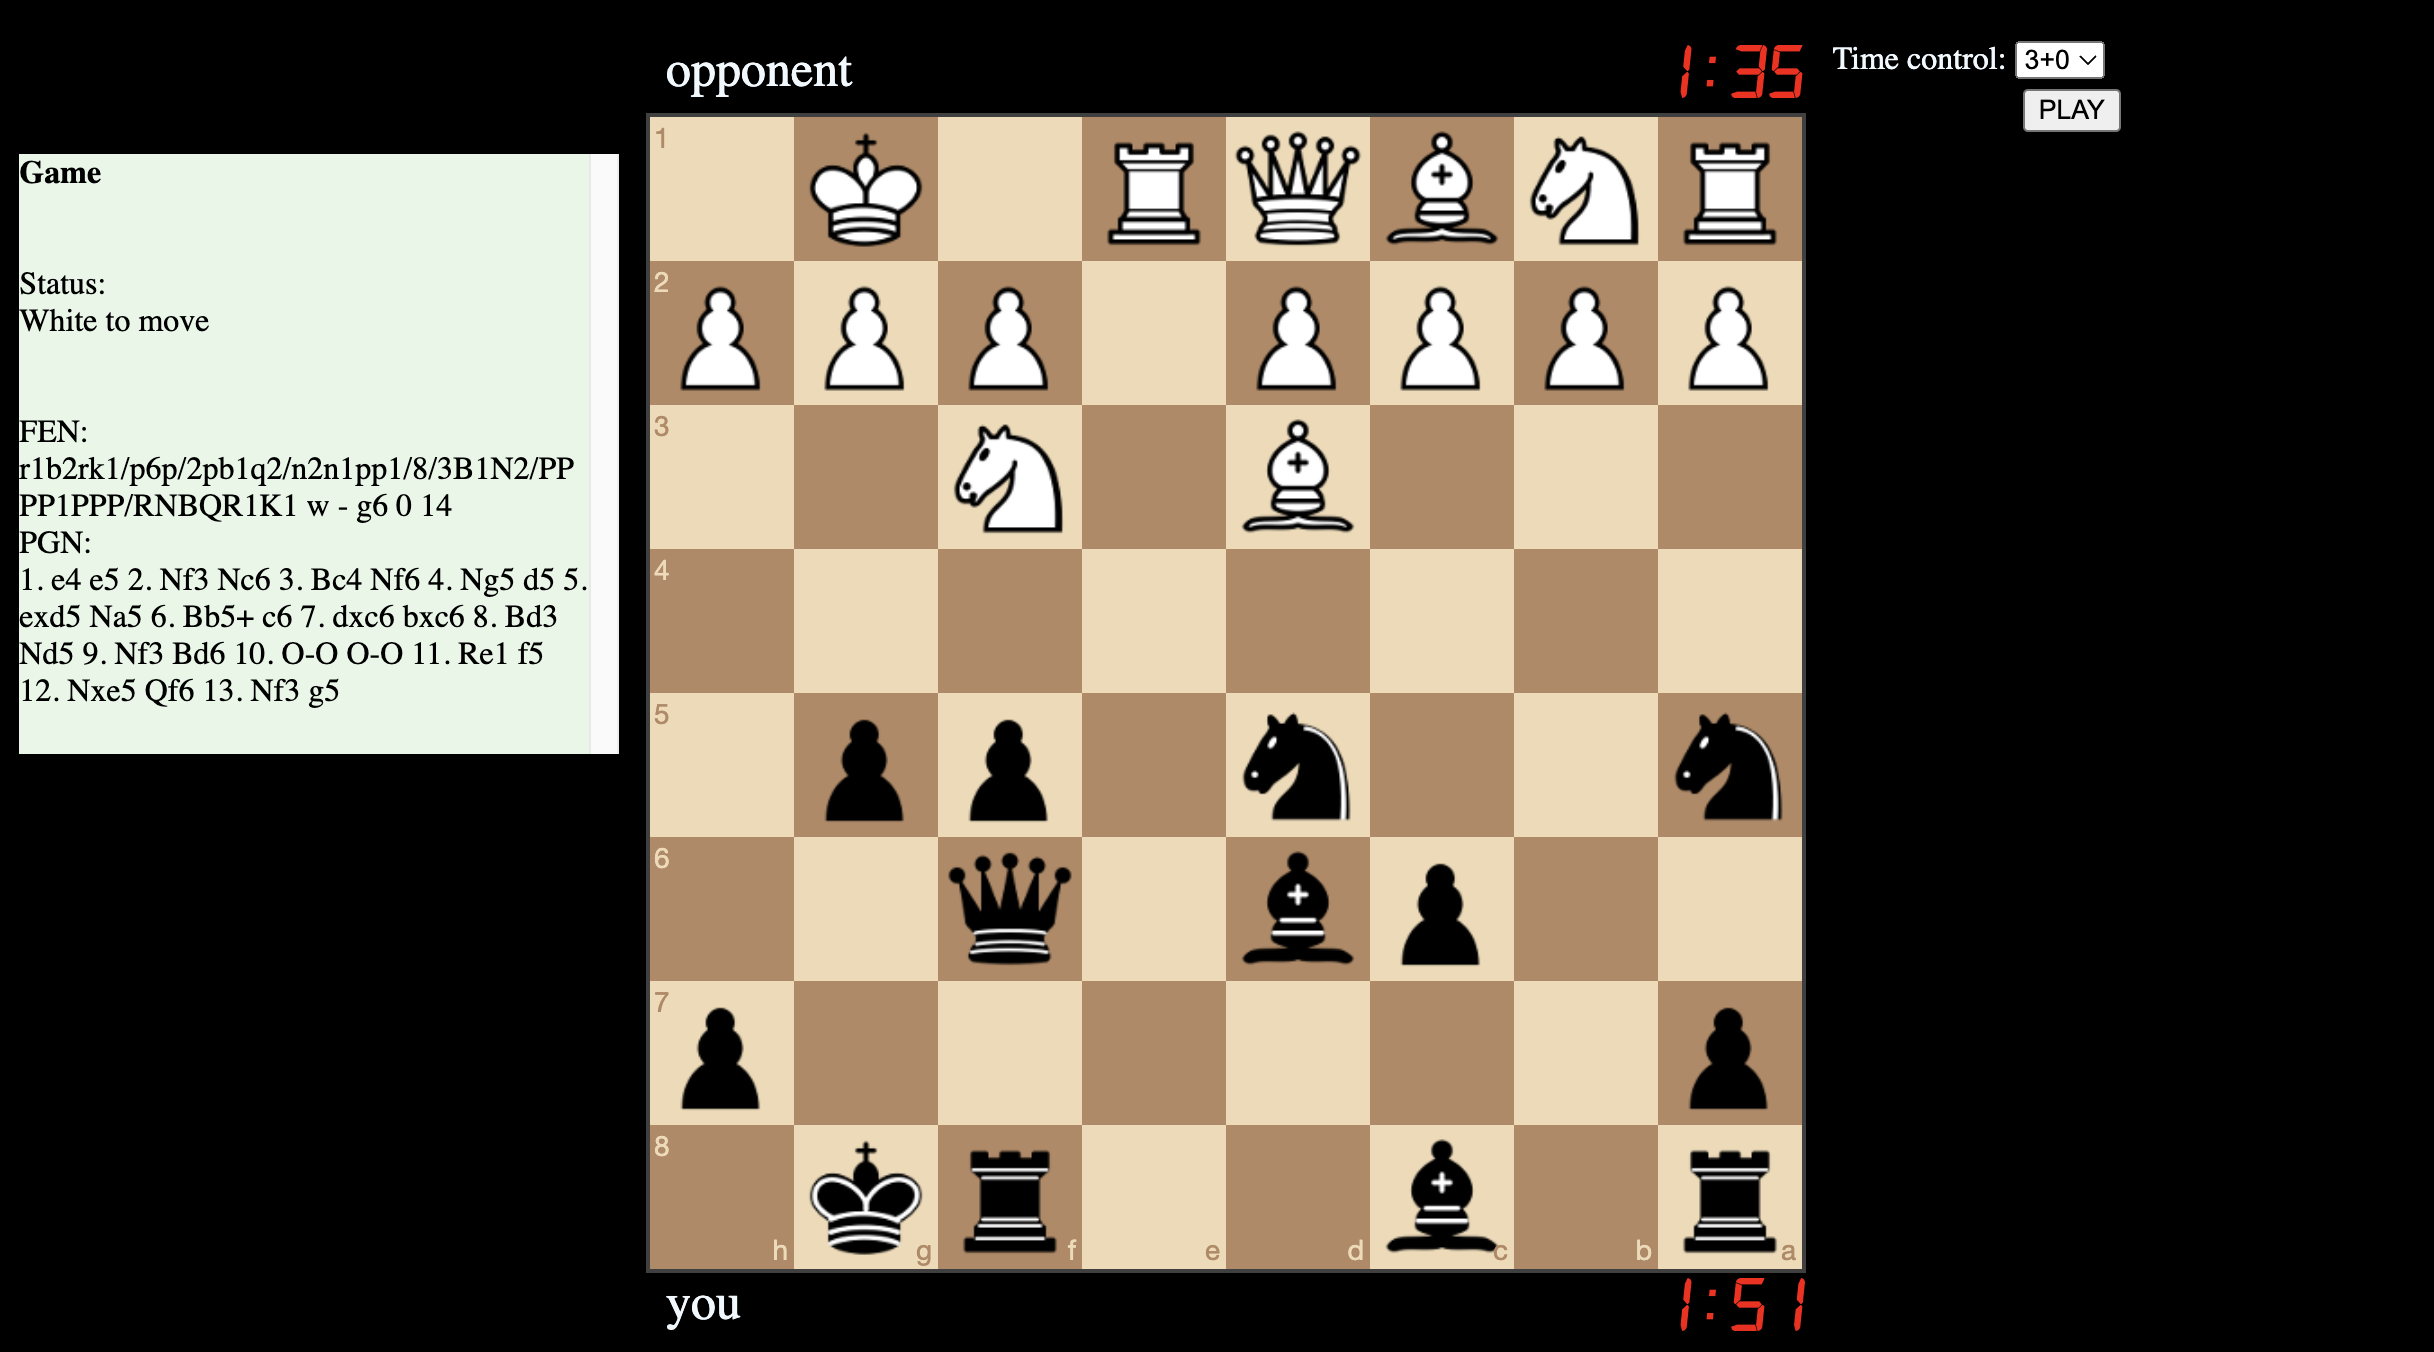 opponent
1:35
Time control: 3+0
PLAY
Game
Status:
White to move
FEN:
r1b2rk1/p6p/2pb1q2/n2n1pp1/8/3B1N2/PP
PP1PPP/RNBQR1K1 w - g6 0 14
PGN:
1. e4 e5 2. Nf3 Nc6 3. Bc4 Nf6 4. Ng5 d5 5.
exd5 Na5 6. Bb5+ c6 7. dxc6 bxc6 8. Bd3
Nd5 9. Nf3 Bd6 10. O-O O-O 11. Re1 f5
12. Nxe5 Qf6 13. Nf3 g5
1
2
3
4
5
6
7
8
h g f e d c b a
you
1:51